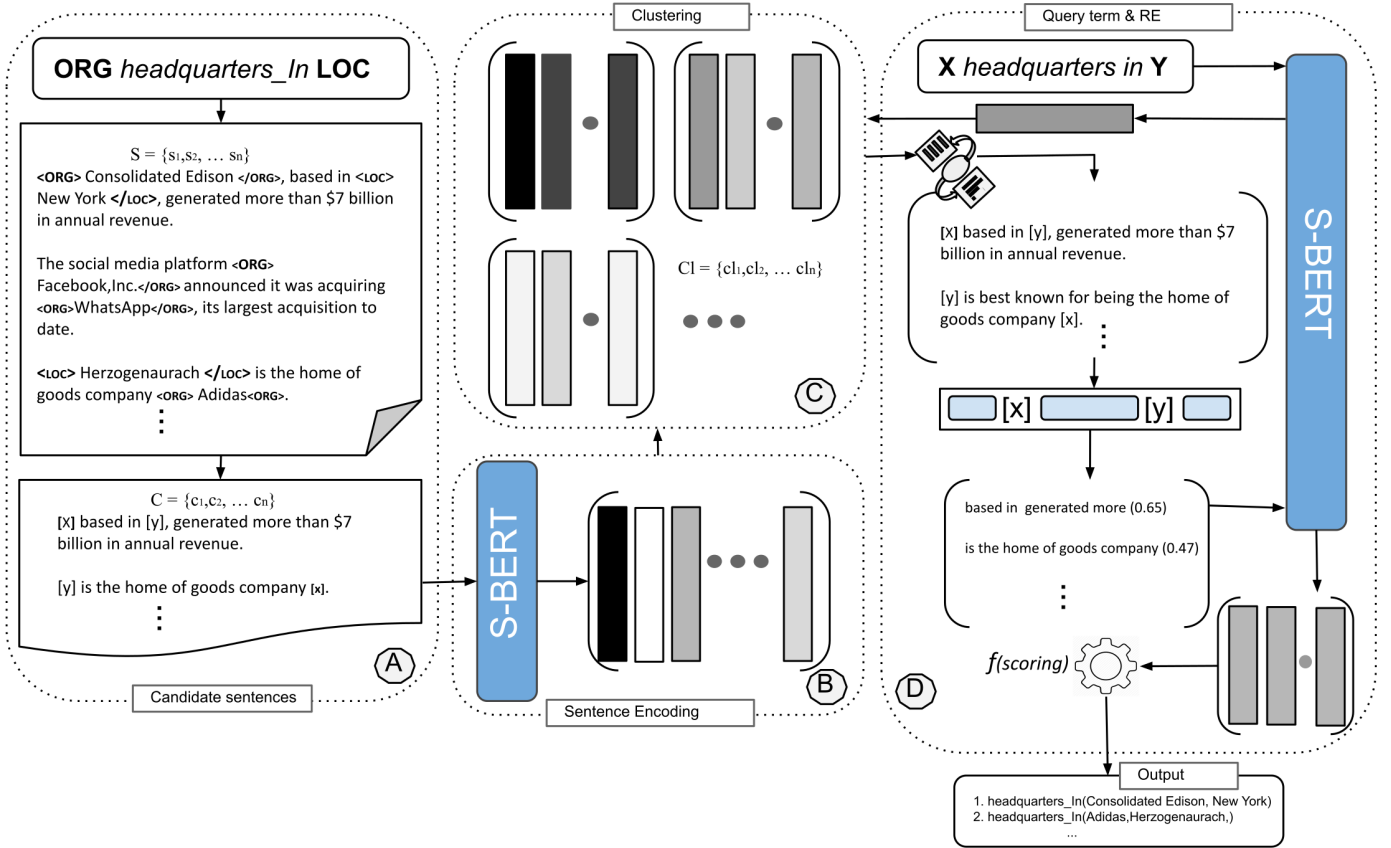 ORG headquarters_In LOC
S = {s1,s2, … sn}
<ORG> Consolidated Edison </ORG>, based in <LOC>
New York </LOC>, generated more than $7 billion
in annual revenue.
The social media platform <ORG>
Facebook,Inc.</ORG> announced it was acquiring
<ORG>WhatsApp</ORG>, its largest acquisition to
date.
<LOC> Herzogenaurach </LOC> is the home of
goods company <ORG> Adidas<ORG>.
C = {c1,c2, … cn}
[X] based in [y], generated more than $7
billion in annual revenue.
[y] is the home of goods company [x].
A
Candidate sentences
S-BERT
B
Sentence Encoding
Clustering
Cl = {cl1,cl2, … cln}
C
Query term & RE
X headquarters in Y
S-BERT
[X] based in [y], generated more than $7
billion in annual revenue.
[y] is best known for being the home of
goods company [x].
[x] [y]
based in  generated more (0.65)
is the home of goods company (0.47)
f(scoring)
D
Output
1. headquarters_In(Consolidated Edison, New York)
2. headquarters_In(Adidas,Herzogenaurach,)
...